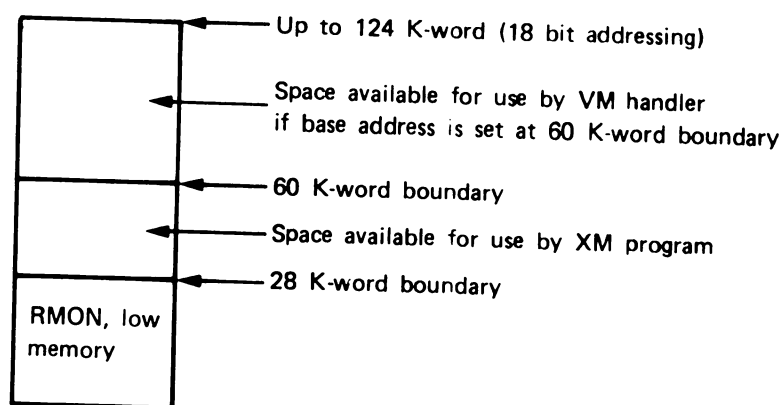 Up to 124 K-word (18 bit addressing)
Space available for use by VM handler
if base address is set at 60 K-word boundary
60 K-word boundary
Space available for use by XM program
28 K-word boundary
RMON, low
memory